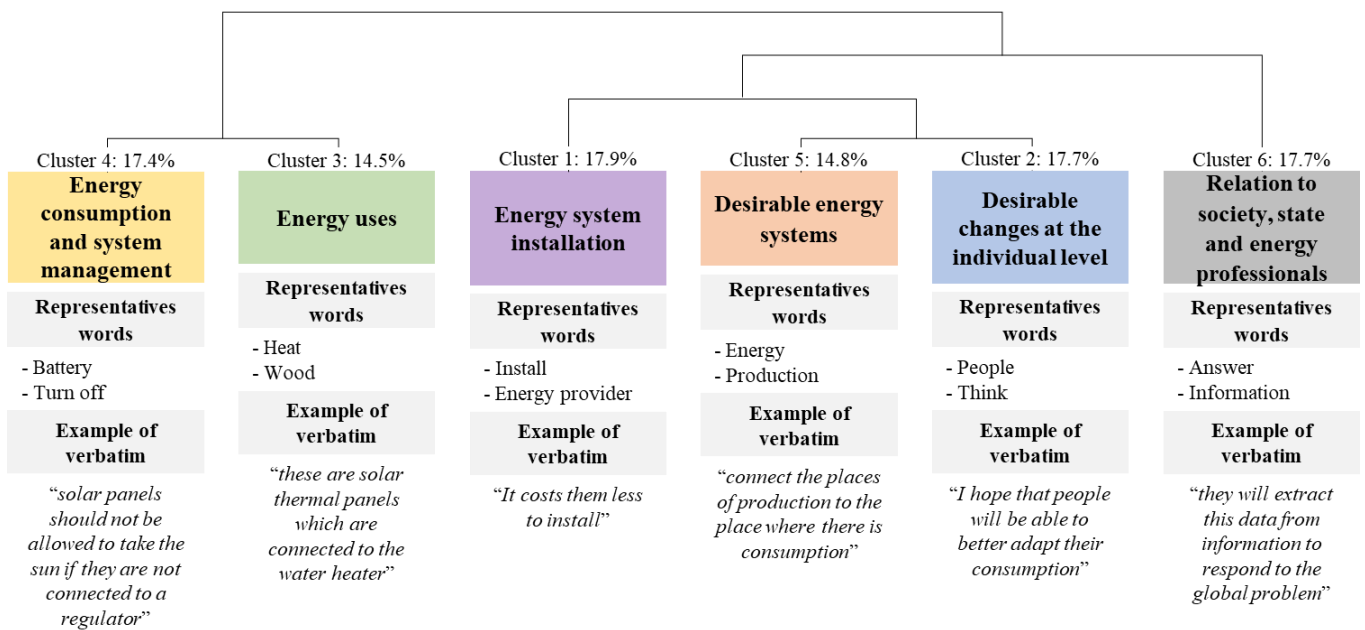 Cluster 4: 17.4%
Energy
consumption
and system
management
Representatives
words
- Battery
- Turn off
Example of
verbatim
“solar panels
should not be
allowed to take the
sun if they are not
connected to a
regulator”
Cluster 3: 14.5%
Energy uses
Representatives
words
- Heat
- Wood
Example of
verbatim
“these are solar
thermal panels
which are
connected to the
water heater”
Cluster 1: 17.9%
Energy system
installation
Representatives
words
- Install
- Energy provider
Example of
verbatim
“It costs them less
to install”
Cluster 5: 14.8%
Desirable energy
systems
Representatives
words
- Energy
- Production
Example of
verbatim
“connect the places
of production to the
place where there is
consumption”
Cluster 2: 17.7%
Desirable
changes at the
individual level
Representatives
words
- People
- Think
Example of
verbatim
“I hope that people
will be able to
better adapt their
consumption”
Cluster 6: 17.7%
Relation to
society, state
and energy
professionals
Representatives
words
- Answer
- Information
Example of
verbatim
“they will extract
this data from
information to
respond to the
global problem”